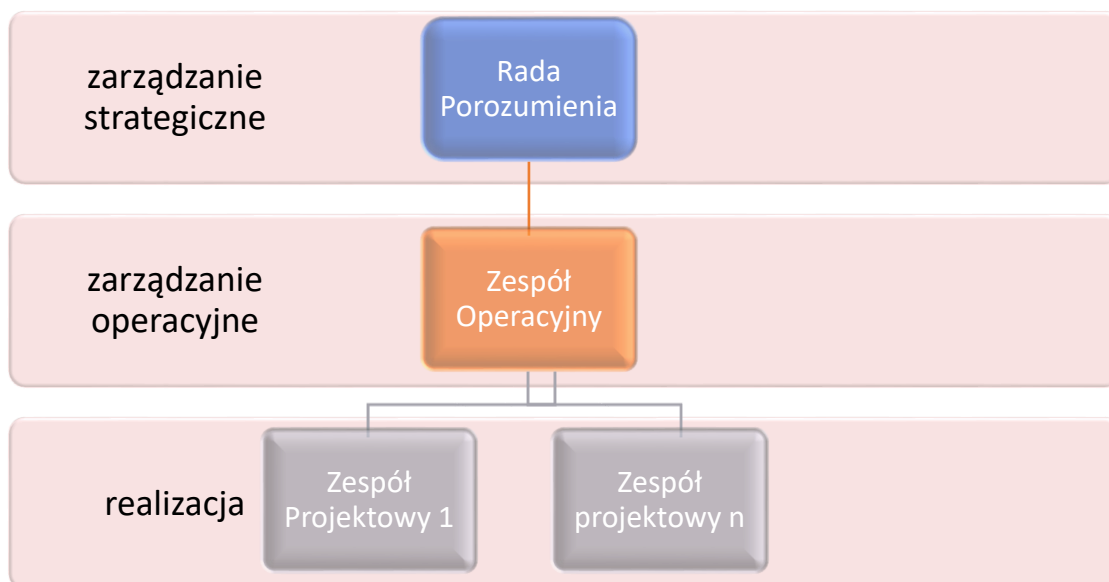 zarządzanie
strategiczne
Rada
Porozumienia
zarządzanie
operacyjne
Zespół
Operacyjny
realizacja
Zespół
Projektowy 1
Zespół
projektowy n